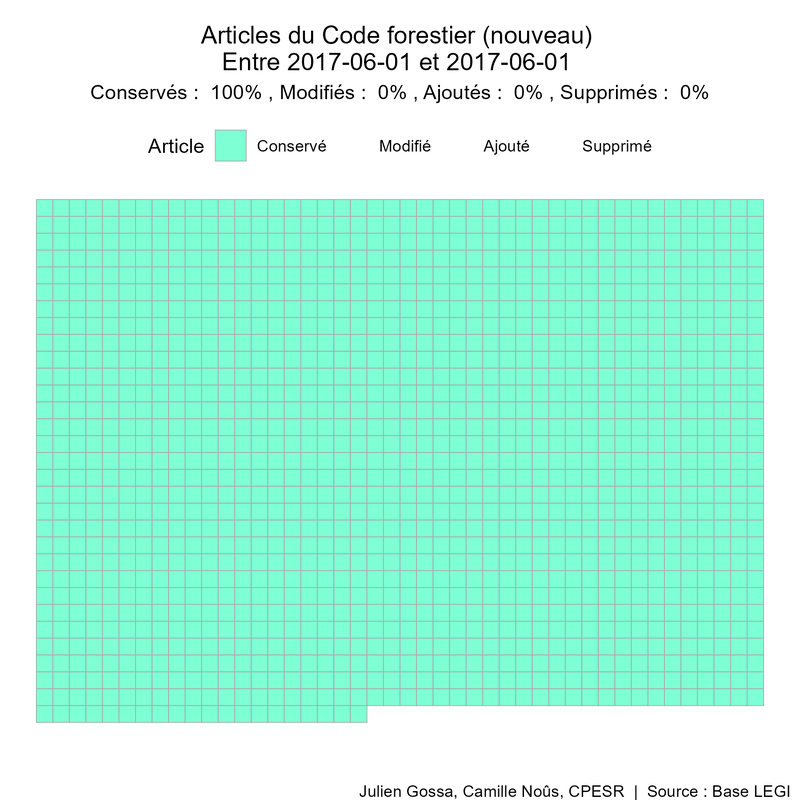 Articles du Code forestier (nouveau)
Entre 2017-06-01 et 2017-06-01
Conservés :  100% , Modifiés :  0% , Ajoutés :  0% , Supprimés :  0%
Article Conservé Modifié Ajouté Supprimé
Julien Gossa, Camille Noûs, CPESR  |  Source : Base LEGI